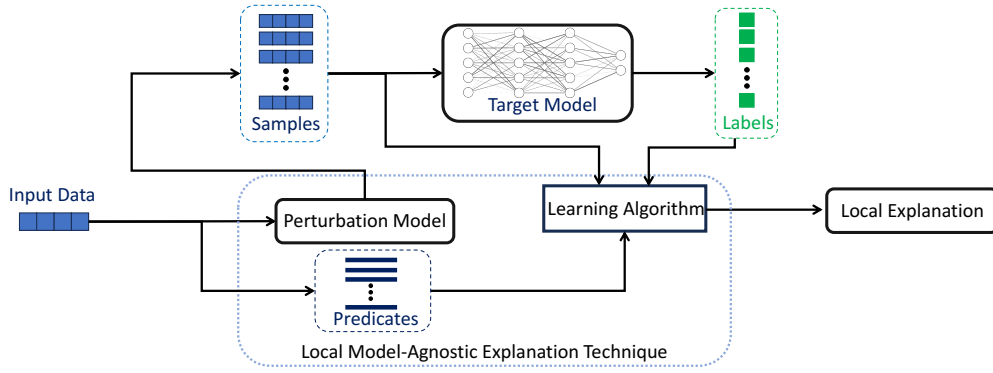 Samples
Target Model
Labels
Input Data
Perturbation Model
Learning Algorithm
Local Explanation
Predicates
Local Model-Agnostic Explanation Technique